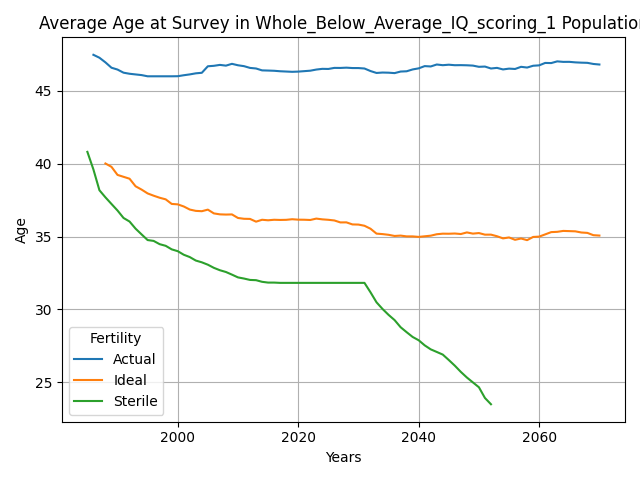 Average Age at Survey in Whole_Below_Average_IQ_scoring_1 Population
Age
45
40
35
30
25
Fertility
Actual
Ideal
Sterile
2000
2020
2040
2060
Years